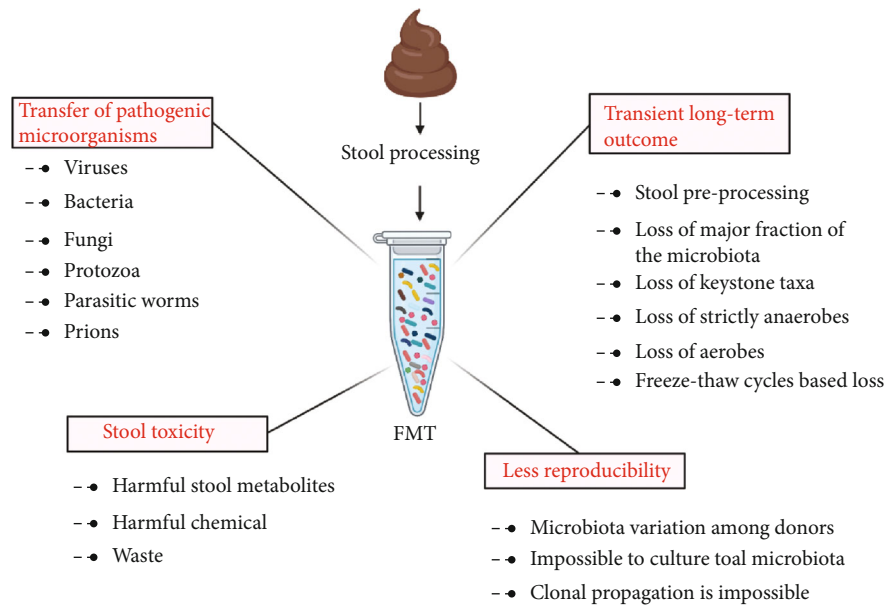 Transfer of pathogenic
microorganisms
Viruses
Bacteria
Fungi
Protozoa
Parasitic worms
Prions
Stool processing
FMT
Transient long-term
outcome
Stool pre-processing
Loss of major fraction of
the microbiota
Loss of keystone taxa
Loss of strictly anaerobes
Loss of aerobes
Freeze-thaw cycles based loss
Stool toxicity
Harmful stool metabolites
Harmful chemical
Waste
Less reproducibility
Microbiota variation among donors
Impossible to culture toal microbiota
Clonal propagation is impossible